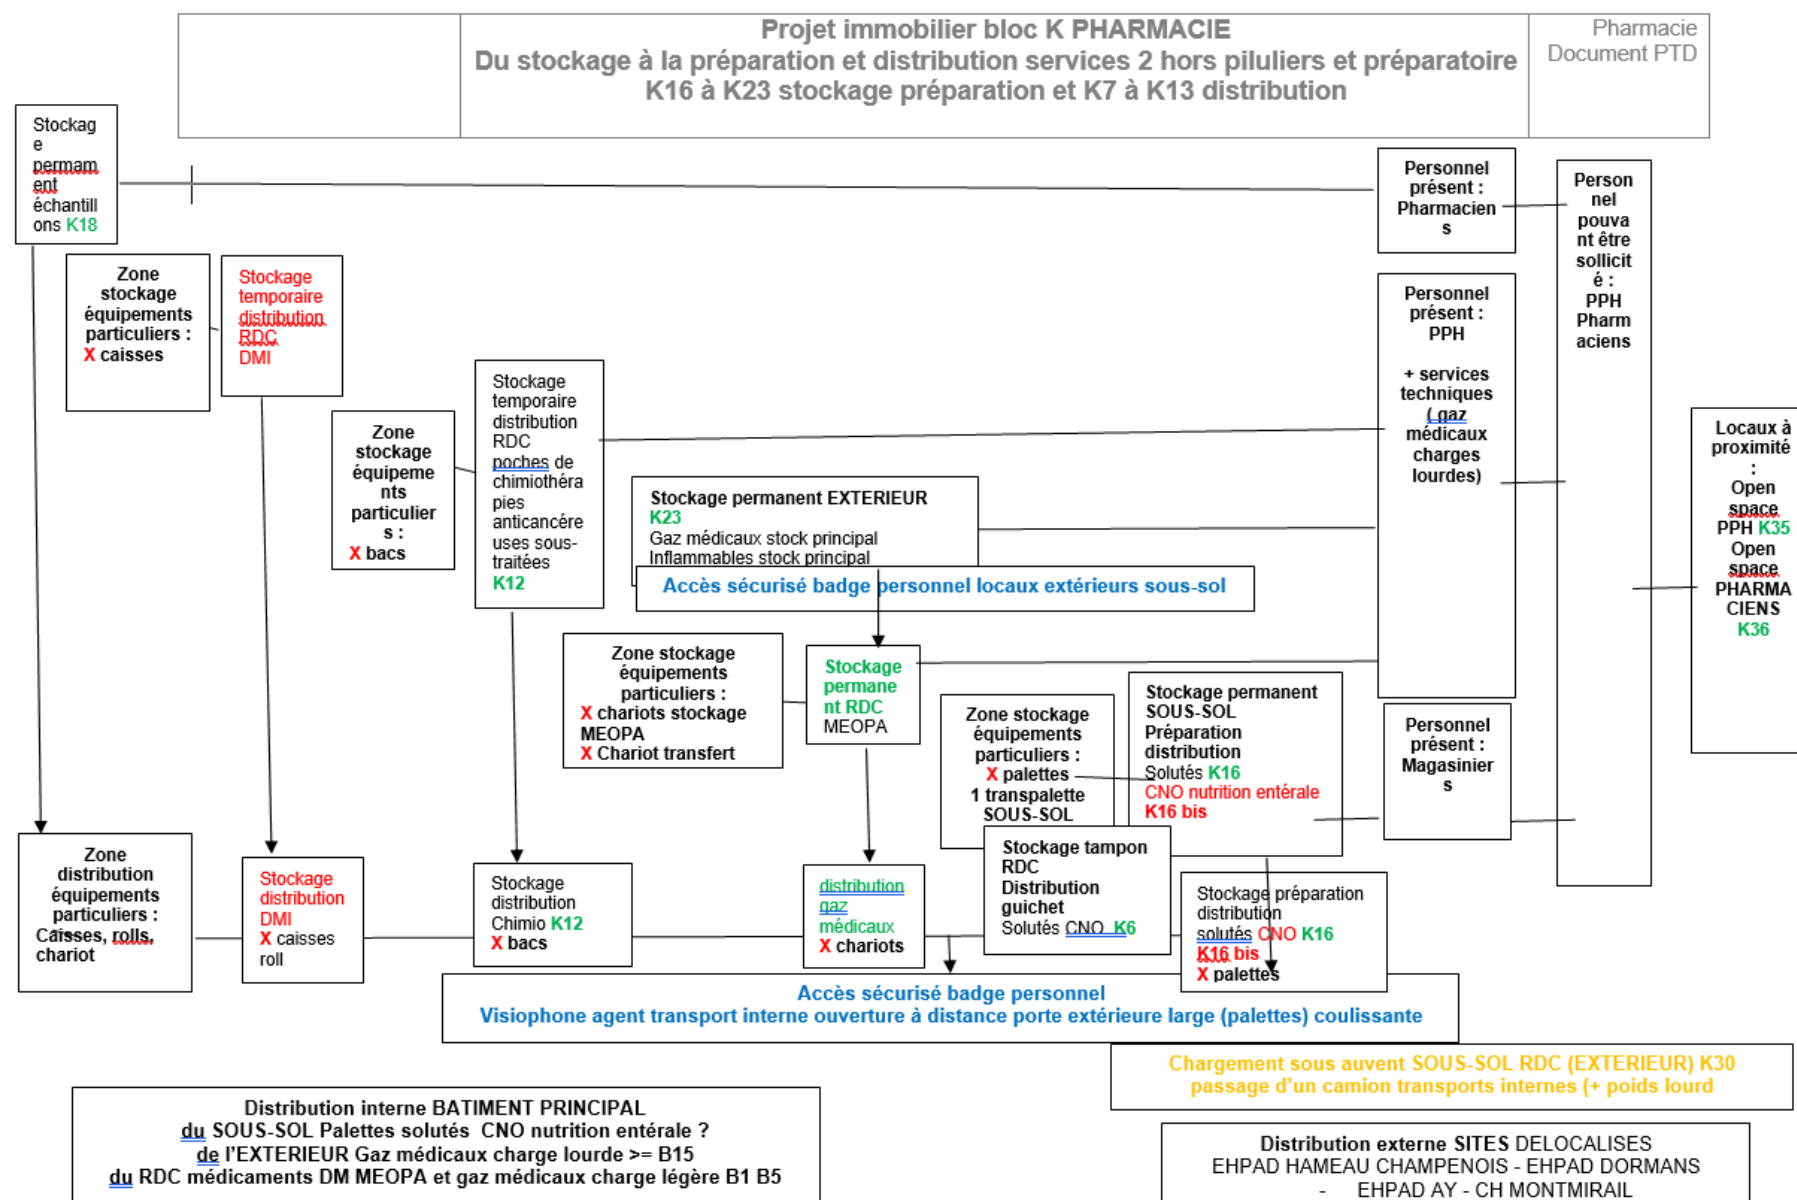 Projet immobilier bloc K PHARMACIE
Du stockage à la préparation et distribution services 2 hors piluliers et préparatoire
K16 à K23 stockage préparation et K7 à K13 distribution
Pharmacie
Document PTD
Stockag
e
permam
ent
échantill
ons K18
Personnel
présent :
Pharmacien
s
Person
nel
pouva
nt être
sollicit
é :
PPH
Pharm
aciens
Zone
stockage
équipements
particuliers :
X caisses
Stockage
temporaire
distribution
RDC
DMI
Personnel
présent :
PPH
+ services
techniques
( gaz
médicaux
charges
lourdes)
Zone
stockage
équipeme
nts
particulier
s :
X bacs
Stockage
temporaire
distribution
RDC
poches de
chimiothéra
pies
anticancére
uses sous-
traitées
K12
Locaux à
proximité
:
Open
space
PPH K35
Open
space
PHARMA
CIENS
K36
Stockage permanent EXTERIEUR
K23
Gaz médicaux stock principal
Inflammables stock principal
Accès sécurisé badge personnel locaux extérieurs sous-sol
Zone stockage
équipements
particuliers :
X chariots stockage
MEOPA
X Chariot transfert
Stockage
permane
nt RDC
MEOPA
Zone stockage
équipements
particuliers :
X palettes
1 transpalette
SOUS-SOL
Stockage permanent
SOUS-SOL
Préparation
distribution
Solutés K16
CNO nutrition entérale
K16 bis
Personnel
présent :
Magasinier
s
Zone
distribution
équipements
particuliers :
Caisses, rolls,
chariot
Stockage
distribution
DMI
X caisses
roll
Stockage
distribution
Chimio K12
X bacs
distribution
gaz
médicaux
X chariots
Stockage tampon
RDC
Distribution
guichet
Solutés CNO K6
Stockage préparation
distribution
solutés CNO K16
K16 bis
X palettes
Accès sécurisé badge personnel
Visiophone agent transport interne ouverture à distance porte extérieure large (palettes) coulissante
Chargement sous auvent SOUS-SOL RDC (EXTERIEUR) K30
passage d'un camion transports internes (+ poids lourd
Distribution interne BATIMENT PRINCIPAL
du SOUS-SOL Palettes solutés CNO nutrition entérale ?
de l'EXTERIEUR Gaz médicaux charge lourde >= B15
du RDC médicaments DM MEOPA et gaz médicaux charge légère B1 B5
Distribution externe SITES DELOCALISES
EHPAD HAMEAU CHAMPENOIS - EHPAD DORMANS
- EHPAD AY - CH MONTMIRAIL